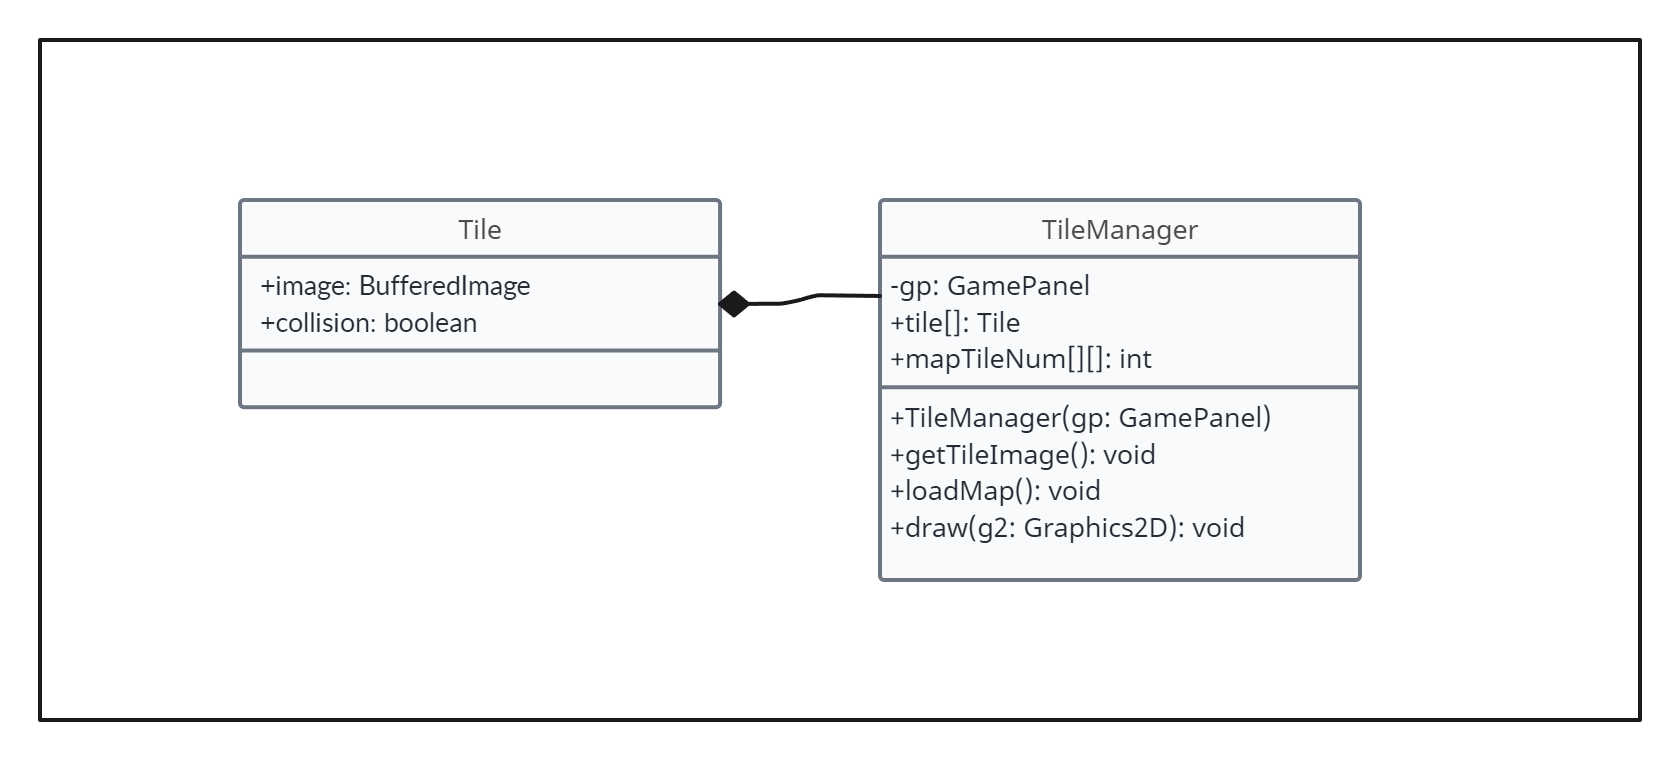 Tile
+image: BufferedImage
+collision: boolean
TileManager
-gp: GamePanel
+tile[]: Tile
+mapTileNum[][]: int
+TileManager(gp: GamePanel)
+getTileImage(): void
+loadMap(): void
+draw(g2: Graphics2D): void